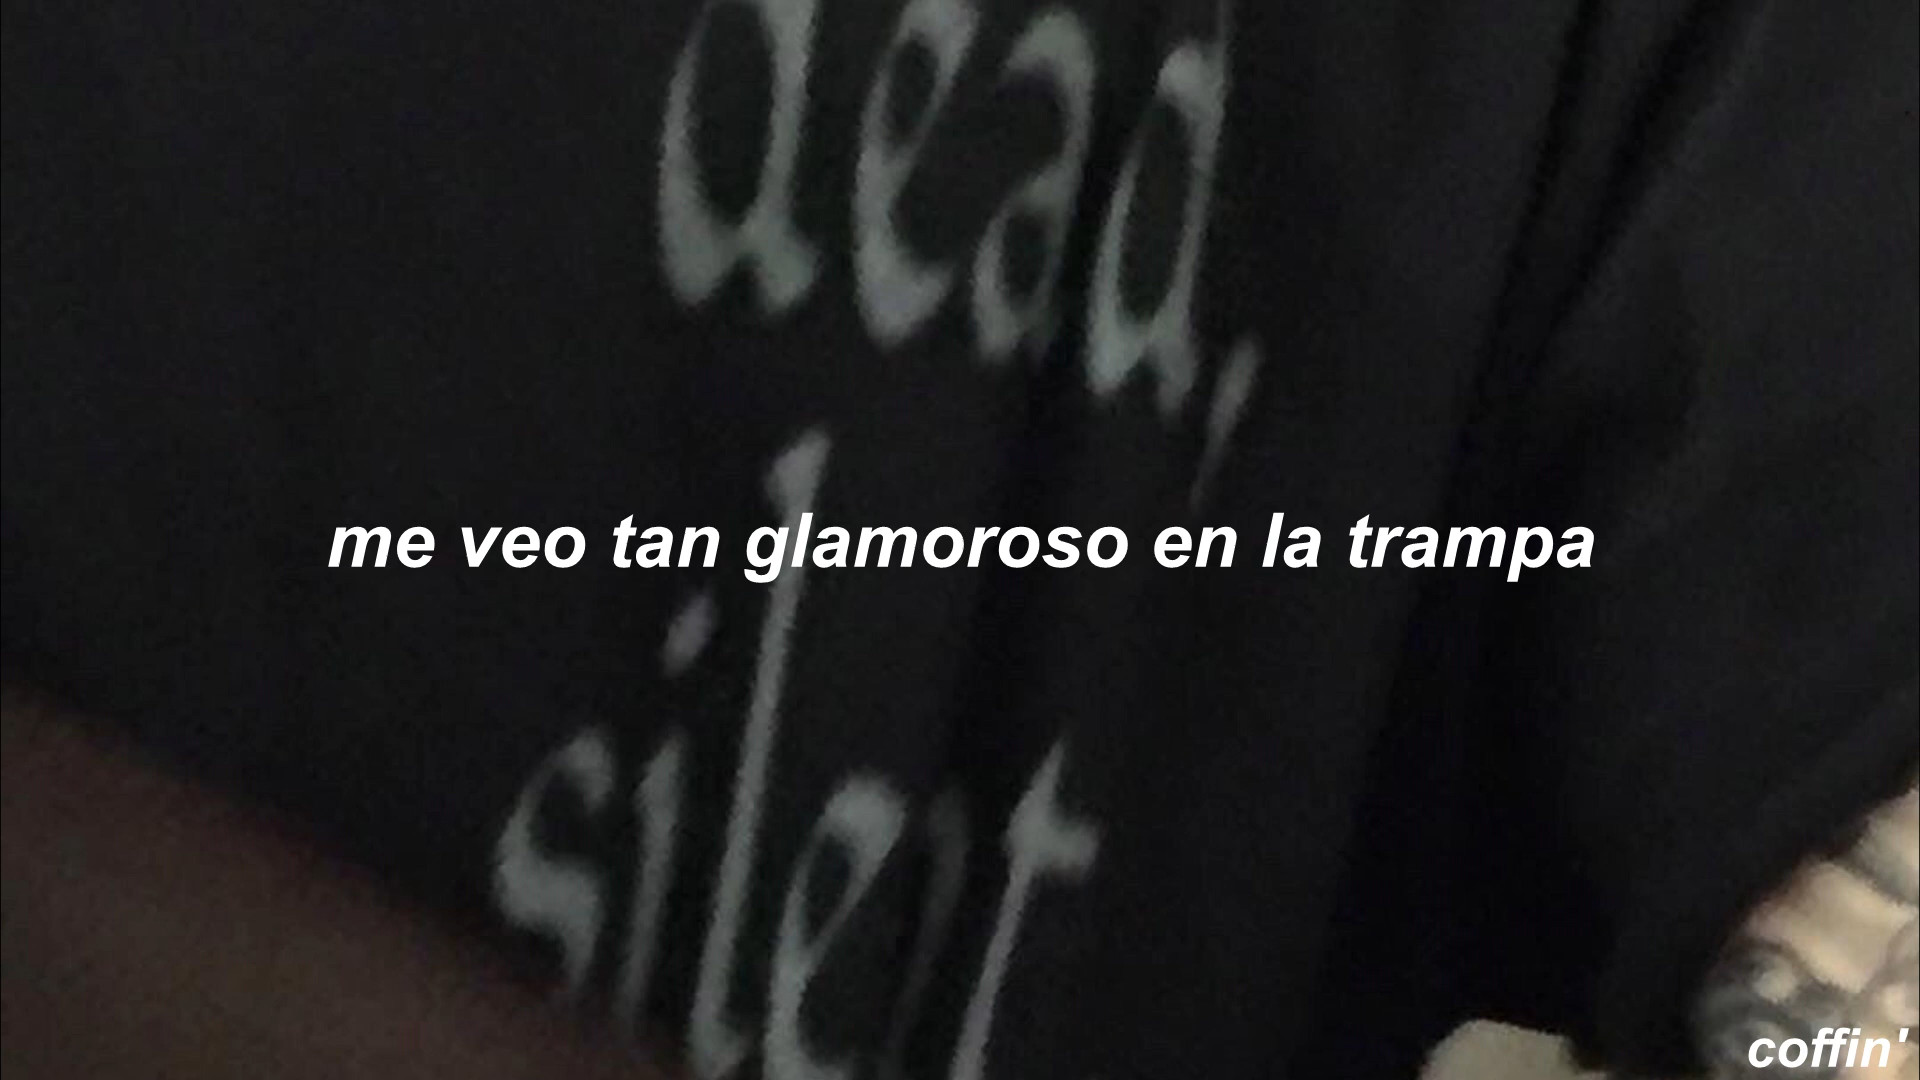 dead,
me veo tan glamoroso en la trampa
silent
coffin'